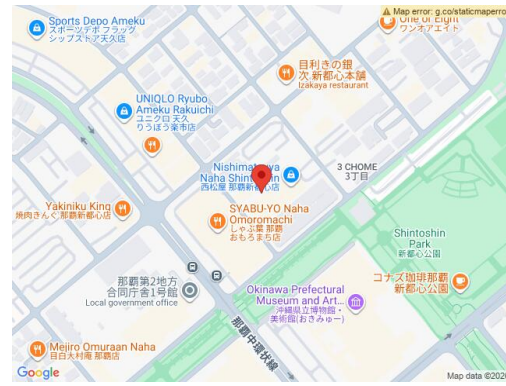 Map error: g.co/staticmaperro
Sports Depo Ameku
スポーツデポ フラッグ
シップストア天久店
One or Eight
ワンオアエイト
目利きの銀
次.新都心本舗
Izakaya restaurant
UNIQLO Ryubo
Ameku Rakuichi
ユニクロ 天久
りうぼう楽市店
Naha Shinto
西松屋 那覇新都心店
3 CHOME
3丁目
Yakiniku King
焼肉きんぐ 那覇新都心店
SYABU-YO Naha
Omoromachi
しゃぶ葉 那覇
おもろまち店
Shintoshin
Park
新都心公園
那覇第2地方
合同庁舎1号館
Local government office
Okinawa Prefectural
Museum and Art...
沖縄県立博物館・
美術館(おきみゅー)
コナズ珈琲那覇
新都心公園
那覇中環状線
Mejiro Omuraan Naha
目白大村庵 那覇店
Google
Map data ©2026